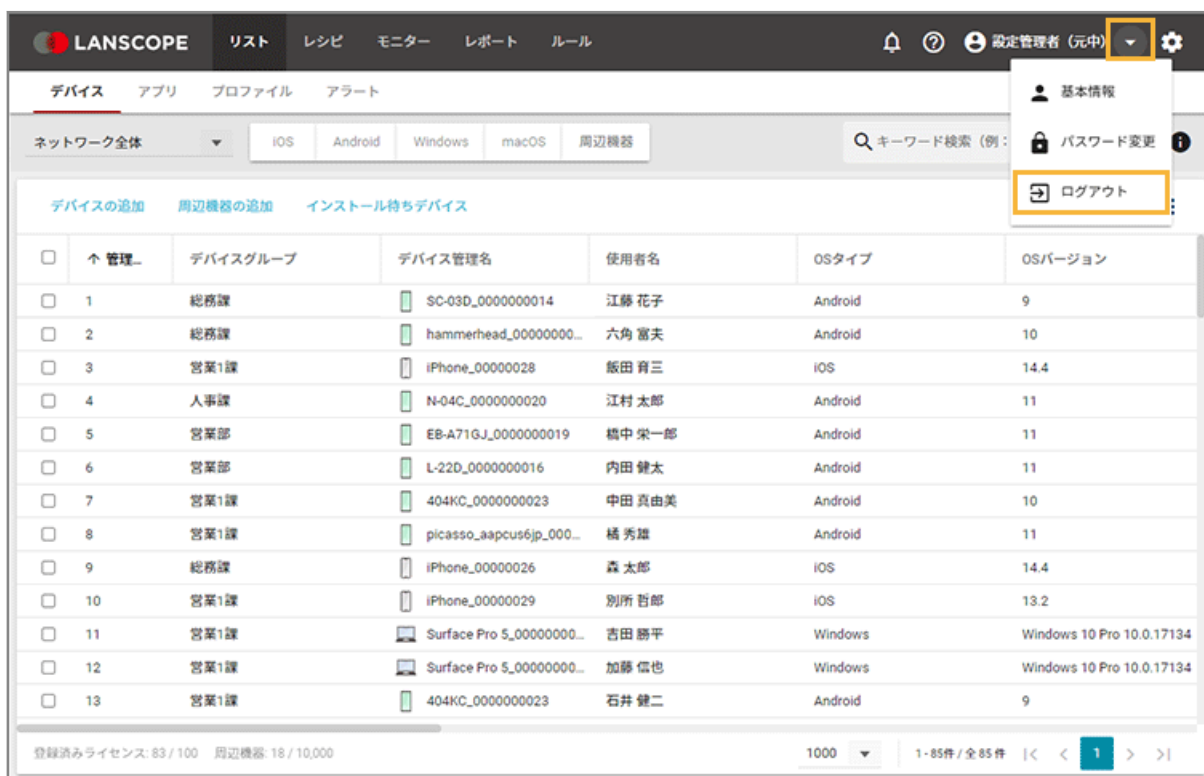 LANSCOPE リスト レシピ モニター レポート ルール 設定管理者（元中）
デバイス アプリ プロファイル アラート
基本情報
ネットワーク全体 iOS Android Windows macOS 周辺機器 キーワード検索（例： パスワード変更
デバイスの追加 周辺機器の追加 インストール待ちデバイス ログアウト
↑ 管理... デバイスグループ デバイス管理名 使用者名 OSタイプ OSバージョン
1 総務課 SC-03D_0000000014 江藤 花子 Android 9
2 総務課 hammerhead_00000000... 六角 富夫 Android 10
3 営業1課 iPhone_00000028 飯田 育三 iOS 14.4
4 人事課 N-04C_0000000020 江村 太郎 Android 11
5 営業部 EB-A71GJ_0000000019 橋中 栄一郎 Android 11
6 営業部 L-22D_0000000016 内田 健太 Android 11
7 営業1課 404KC_0000000023 中田 真由美 Android 10
8 営業1課 picasso_aapcus6jp_000... 橘 秀雄 Android 11
9 総務課 iPhone_00000026 森 太郎 iOS 14.4
10 営業1課 iPhone_00000029 別所 哲郎 iOS 13.2
11 営業1課 Surface Pro 5_00000000... 吉田 勝平 Windows Windows 10 Pro 10.0.17134
12 営業1課 Surface Pro 5_00000000... 加藤 信也 Windows Windows 10 Pro 10.0.17134
13 営業1課 404KC_0000000023 石井 健二 Android 9
登録済みライセンス: 83 / 100 周辺機器: 18 / 10,000 1000 1 - 85件 / 全 85 件 1